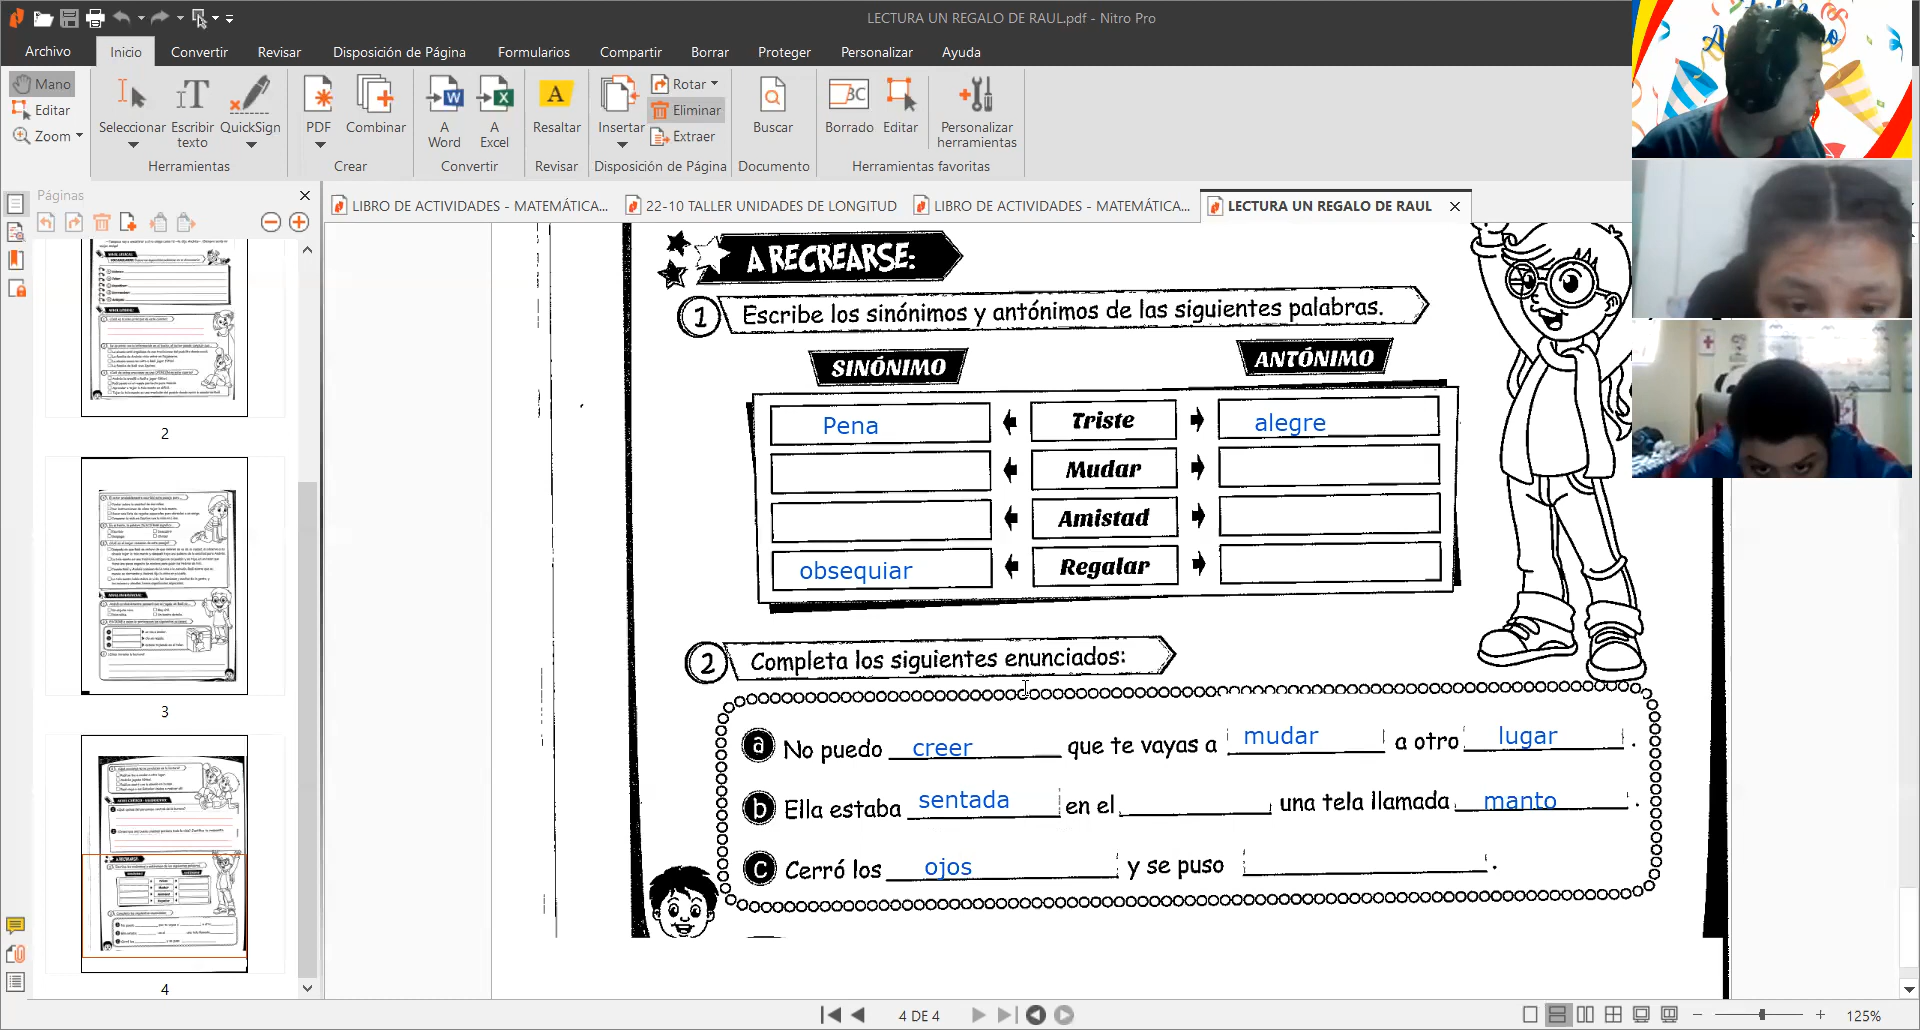 LECTURA UN REGALO DE RAUL.pdf - Nitro Pro
Archivo Inicio Convertir Revisar Disposición de Página Formularios Compartir Borrar Proteger Personalizar Ayuda
Mano
Editar
Zoom
Seleccionar
Escribir texto
QuickSign
Herramientas
PDF
Combinar
Crear
A Word
A Excel
Convertir
A
Resaltar
Revisar
Insertar
Rotar
Eliminar
Extraer
Disposición de Página
Buscar
Documento
Borrado
Editar
Personalizar herramientas
Herramientas favoritas
Páginas
LIBRO DE ACTIVIDADES - MATEMÁTICA...
22-10 TALLER UNIDADES DE LONGITUD
LIBRO DE ACTIVIDADES - MATEMÁTICA...
LECTURA UN REGALO DE RAUL
2
3
4
A RECREARSE:
1 Escribe los sinónimos y antónimos de las siguientes palabras.
SINÓNIMO ANTÓNIMO
Pena Triste alegre
Mudar
Amistad
obsequiar Regalar
2 Completa los siguientes enunciados:
a No puedo creer que te vayas a mudar a otro lugar.
b Ella estaba sentada en el una tela llamada manto.
c Cerró los ojos y se puso .
4 DE 4
125%